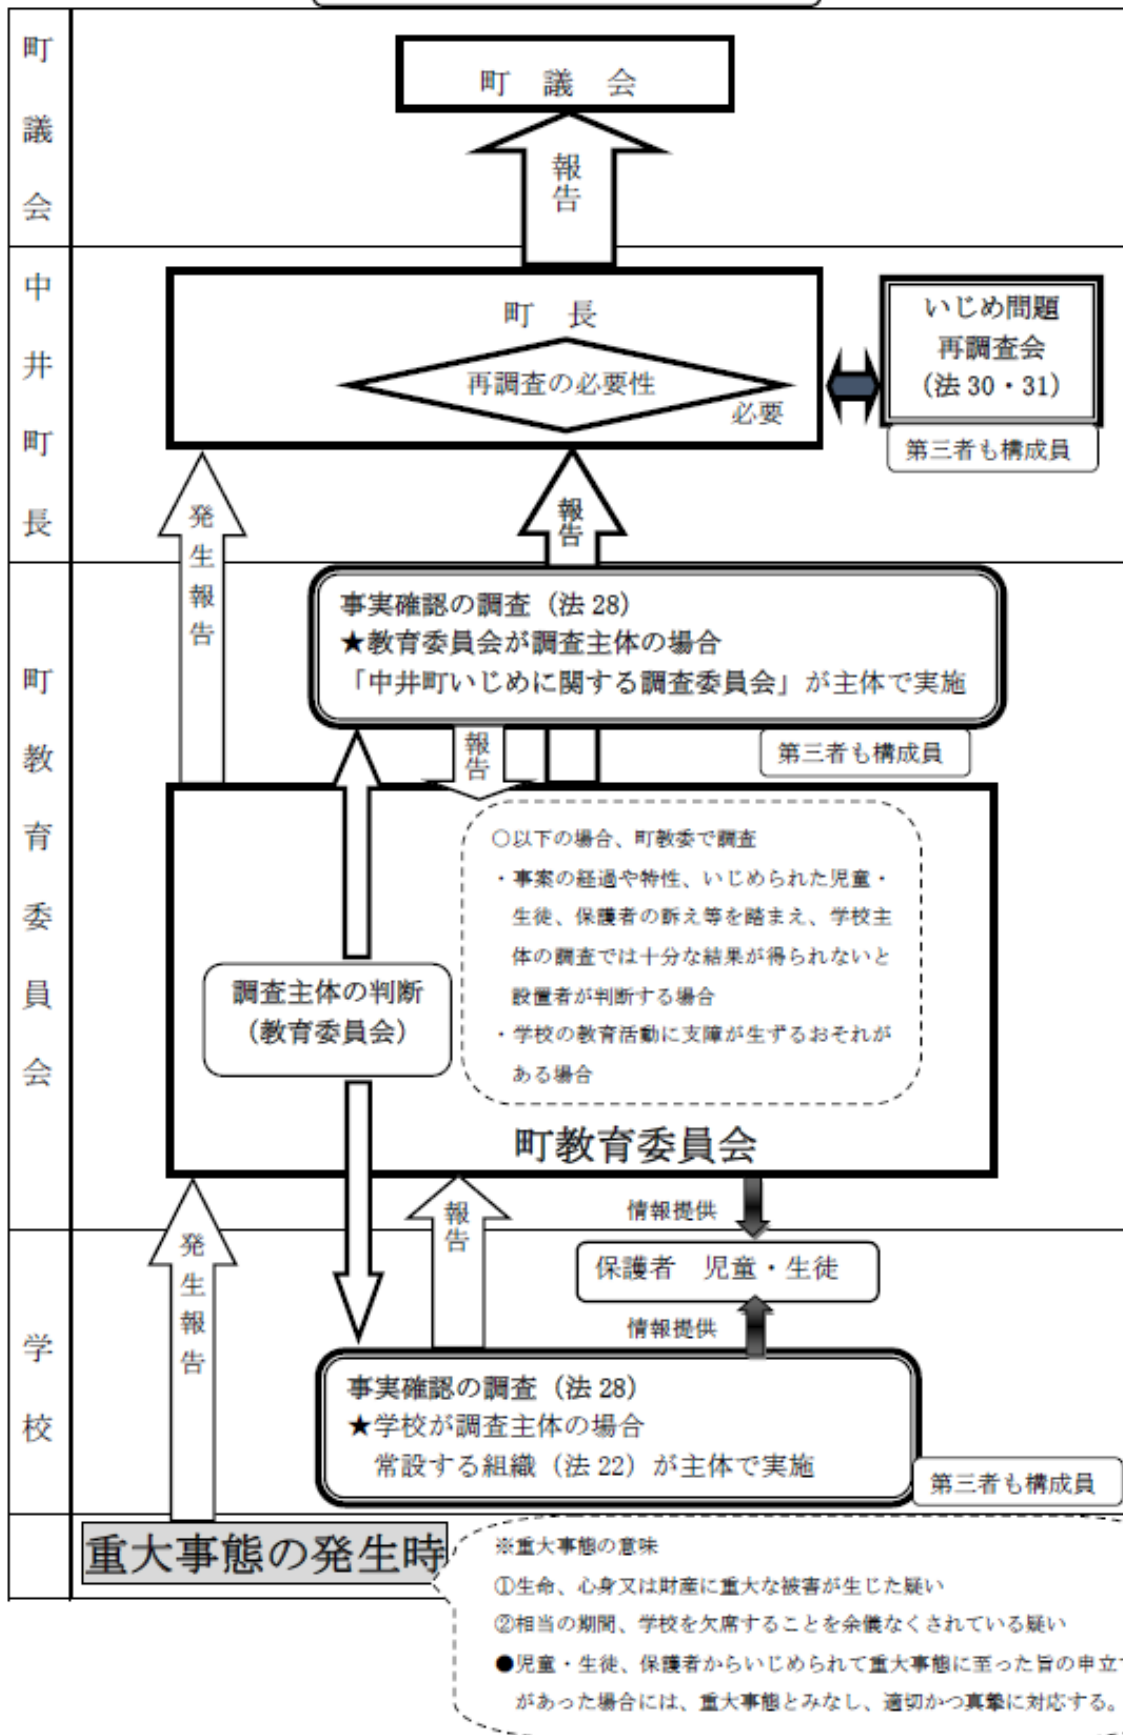 町議会
町　議　会
報告
中井町長
町　長
再調査の必要性
必要
いじめ問題
再調査会
（法 30・31）
第三者も構成員
発生報告
報告
町教育委員会
事実確認の調査（法 28）
★教育委員会が調査主体の場合
「中井町いじめに関する調査委員会」が主体で実施
第三者も構成員
報告
○以下の場合、町教委で調査
・事案の経過や特性、いじめられた児童・
生徒、保護者の訴え等を踏まえ、学校主
体の調査では十分な結果が得られないと
設置者が判断する場合
・学校の教育活動に支障が生ずるおそれが
ある場合
調査主体の判断
（教育委員会）
町教育委員会
情報提供
学校
発生報告
報告
保護者　児童・生徒
情報提供
事実確認の調査（法 28）
★学校が調査主体の場合
常設する組織（法 22）が主体で実施
第三者も構成員
重大事態の発生時
※重大事態の意味
①生命、心身又は財産に重大な被害が生じた疑い
②相当の期間、学校を欠席することを余儀なくされている疑い
●児童・生徒、保護者からいじめられて重大事態に至った旨の申立て
があった場合には、重大事態とみなし、適切かつ真摯に対応する。